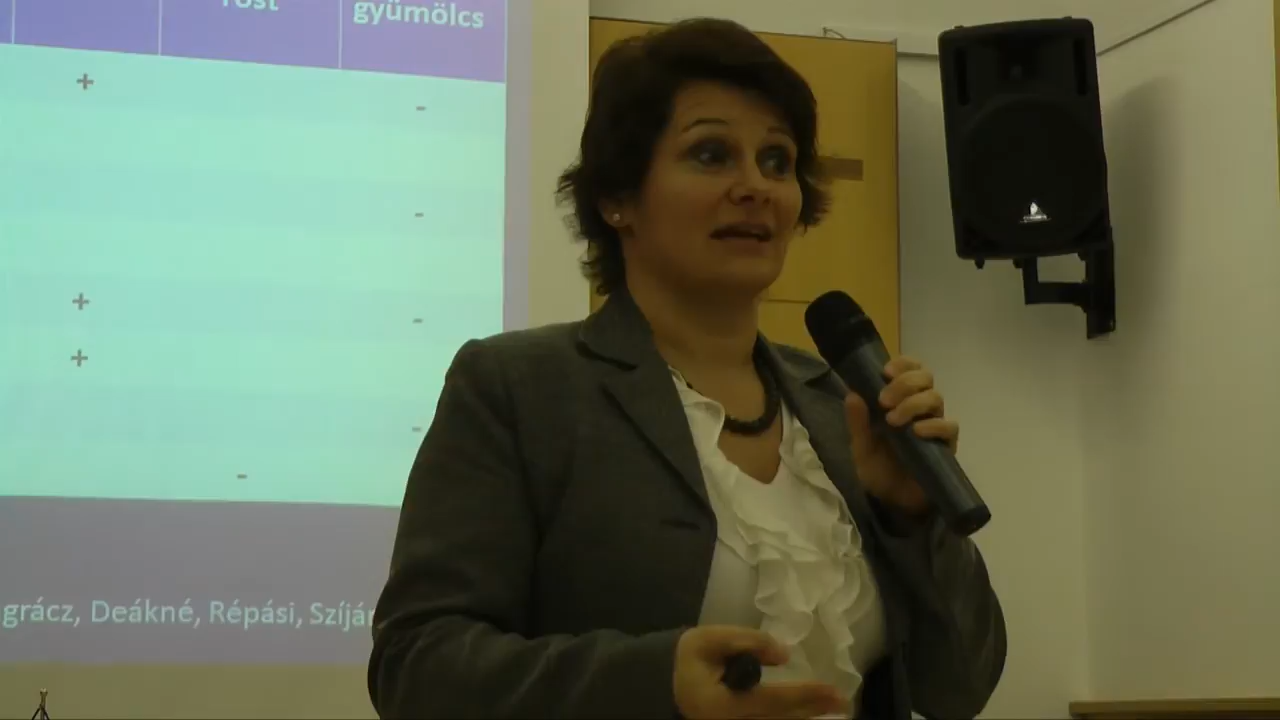 rost
gyümölcs
+
-
-
+
-
+
-
-
grácz, Deákné, Répási, Szíjár